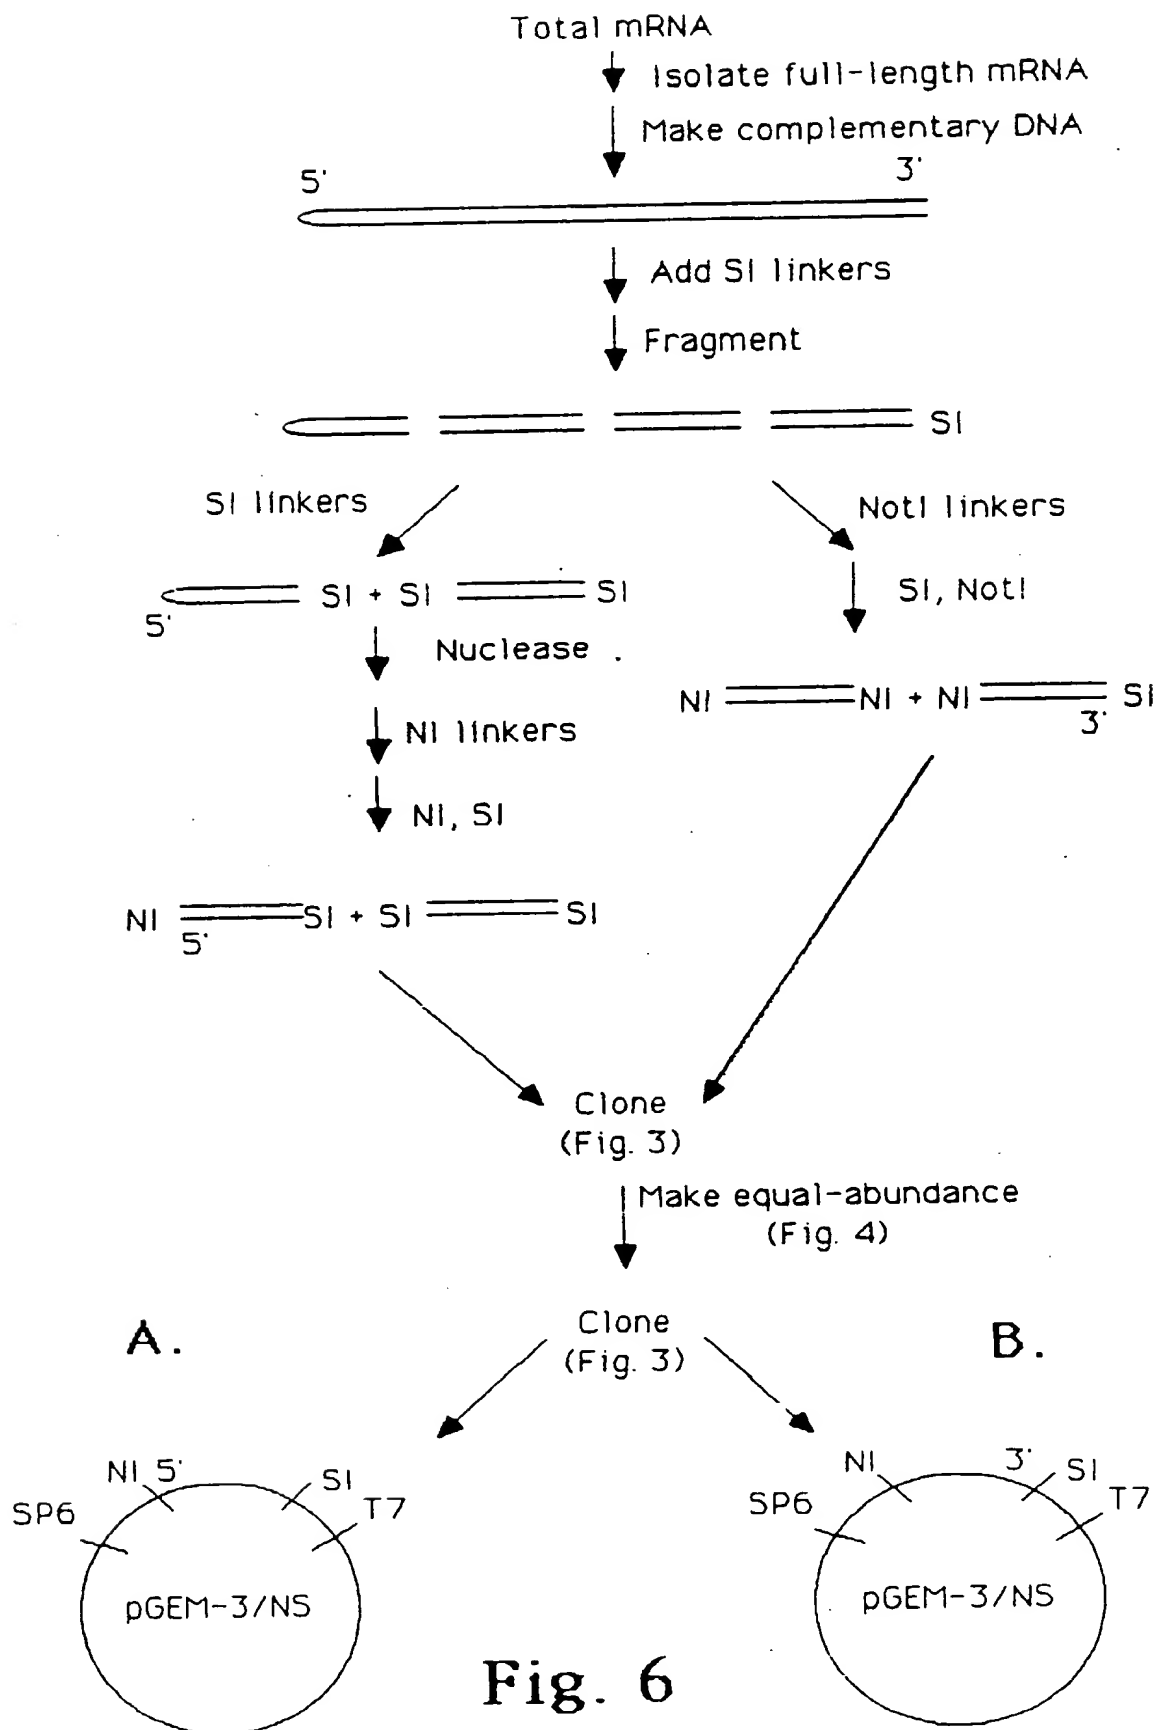 Total mRNA
Isolate full-length mRNA
Make complementary DNA
5' 3'
Add SI linkers
Fragment
SI
SI linkers
NotI linkers
SI + SI SI
5'
SI, NotI
Nuclease
NI NI + NI SI
3'
NI linkers
NI, SI
NI SI + SI SI
5'
Clone
(Fig. 3)
Make equal-abundance
(Fig. 4)
Clone
(Fig. 3)
A.
B.
NI 5' SI
SP6 T7
pGEM-3/NS
NI 3' SI
SP6 T7
pGEM-3/NS
Fig. 6